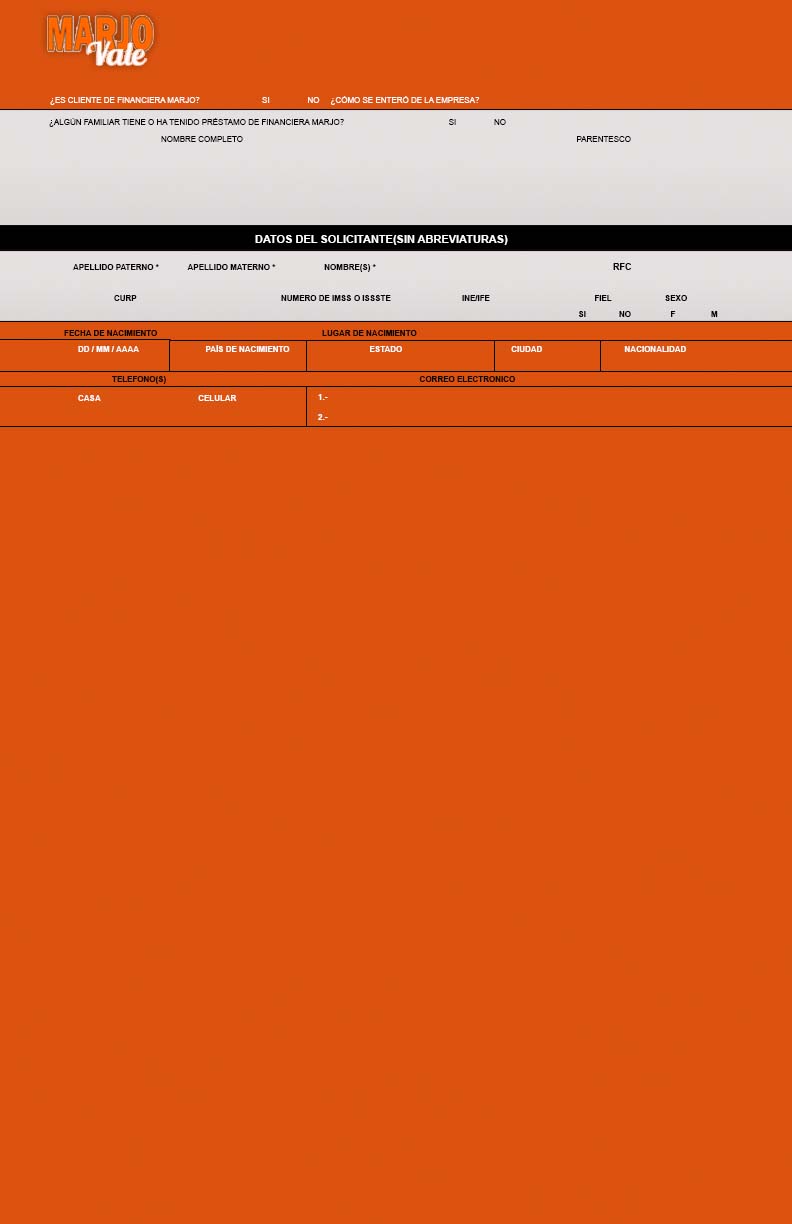 MARJO
Vale
¿ES CLIENTE DE FINANCIERA MARJO? SI NO ¿CÓMO SE ENTERÓ DE LA EMPRESA?
¿ALGÚN FAMILIAR TIENE O HA TENIDO PRÉSTAMO DE FINANCIERA MARJO? SI NO
NOMBRE COMPLETO PARENTESCO
DATOS DEL SOLICITANTE(SIN ABREVIATURAS)
APELLIDO PATERNO * APELLIDO MATERNO * NOMBRE(S) * RFC
CURP NUMERO DE IMSS O ISSSTE INE/IFE FIEL SEXO
SI NO F M
FECHA DE NACIMIENTO LUGAR DE NACIMIENTO
DD / MM / AAAA PAÍS DE NACIMIENTO ESTADO CIUDAD NACIONALIDAD
TELEFONO(S) CORREO ELECTRONICO
CASA CELULAR 1.-
2.-